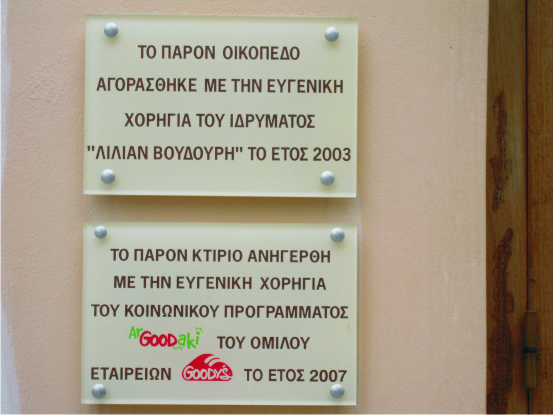 ΤΟ ΠΑΡΟΝ ΟΙΚΟΠΕΔΟ
ΑΓΟΡΑΣΘΗΚΕ ΜΕ ΤΗΝ ΕΥΓΕΝΙΚΗ
ΧΟΡΗΓΙΑ ΤΟΥ ΙΔΡΥΜΑΤΟΣ
"ΛΙΛΙΑΝ ΒΟΥΔΟΥΡΗ" ΤΟ ΕΤΟΣ 2003
ΤΟ ΠΑΡΟΝ ΚΤΙΡΙΟ ΑΝΗΓΕΡΘΗ
ΜΕ ΤΗΝ ΕΥΓΕΝΙΚΗ ΧΟΡΗΓΙΑ
ΤΟΥ ΚΟΙΝΩΝΙΚΟΥ ΠΡΟΓΡΑΜΜΑΤΟΣ
ArGOODaki ΤΟΥ ΟΜΙΛΟΥ
ΕΤΑΙΡΕΙΩΝ GOODY'S ΤΟ ΕΤΟΣ 2007